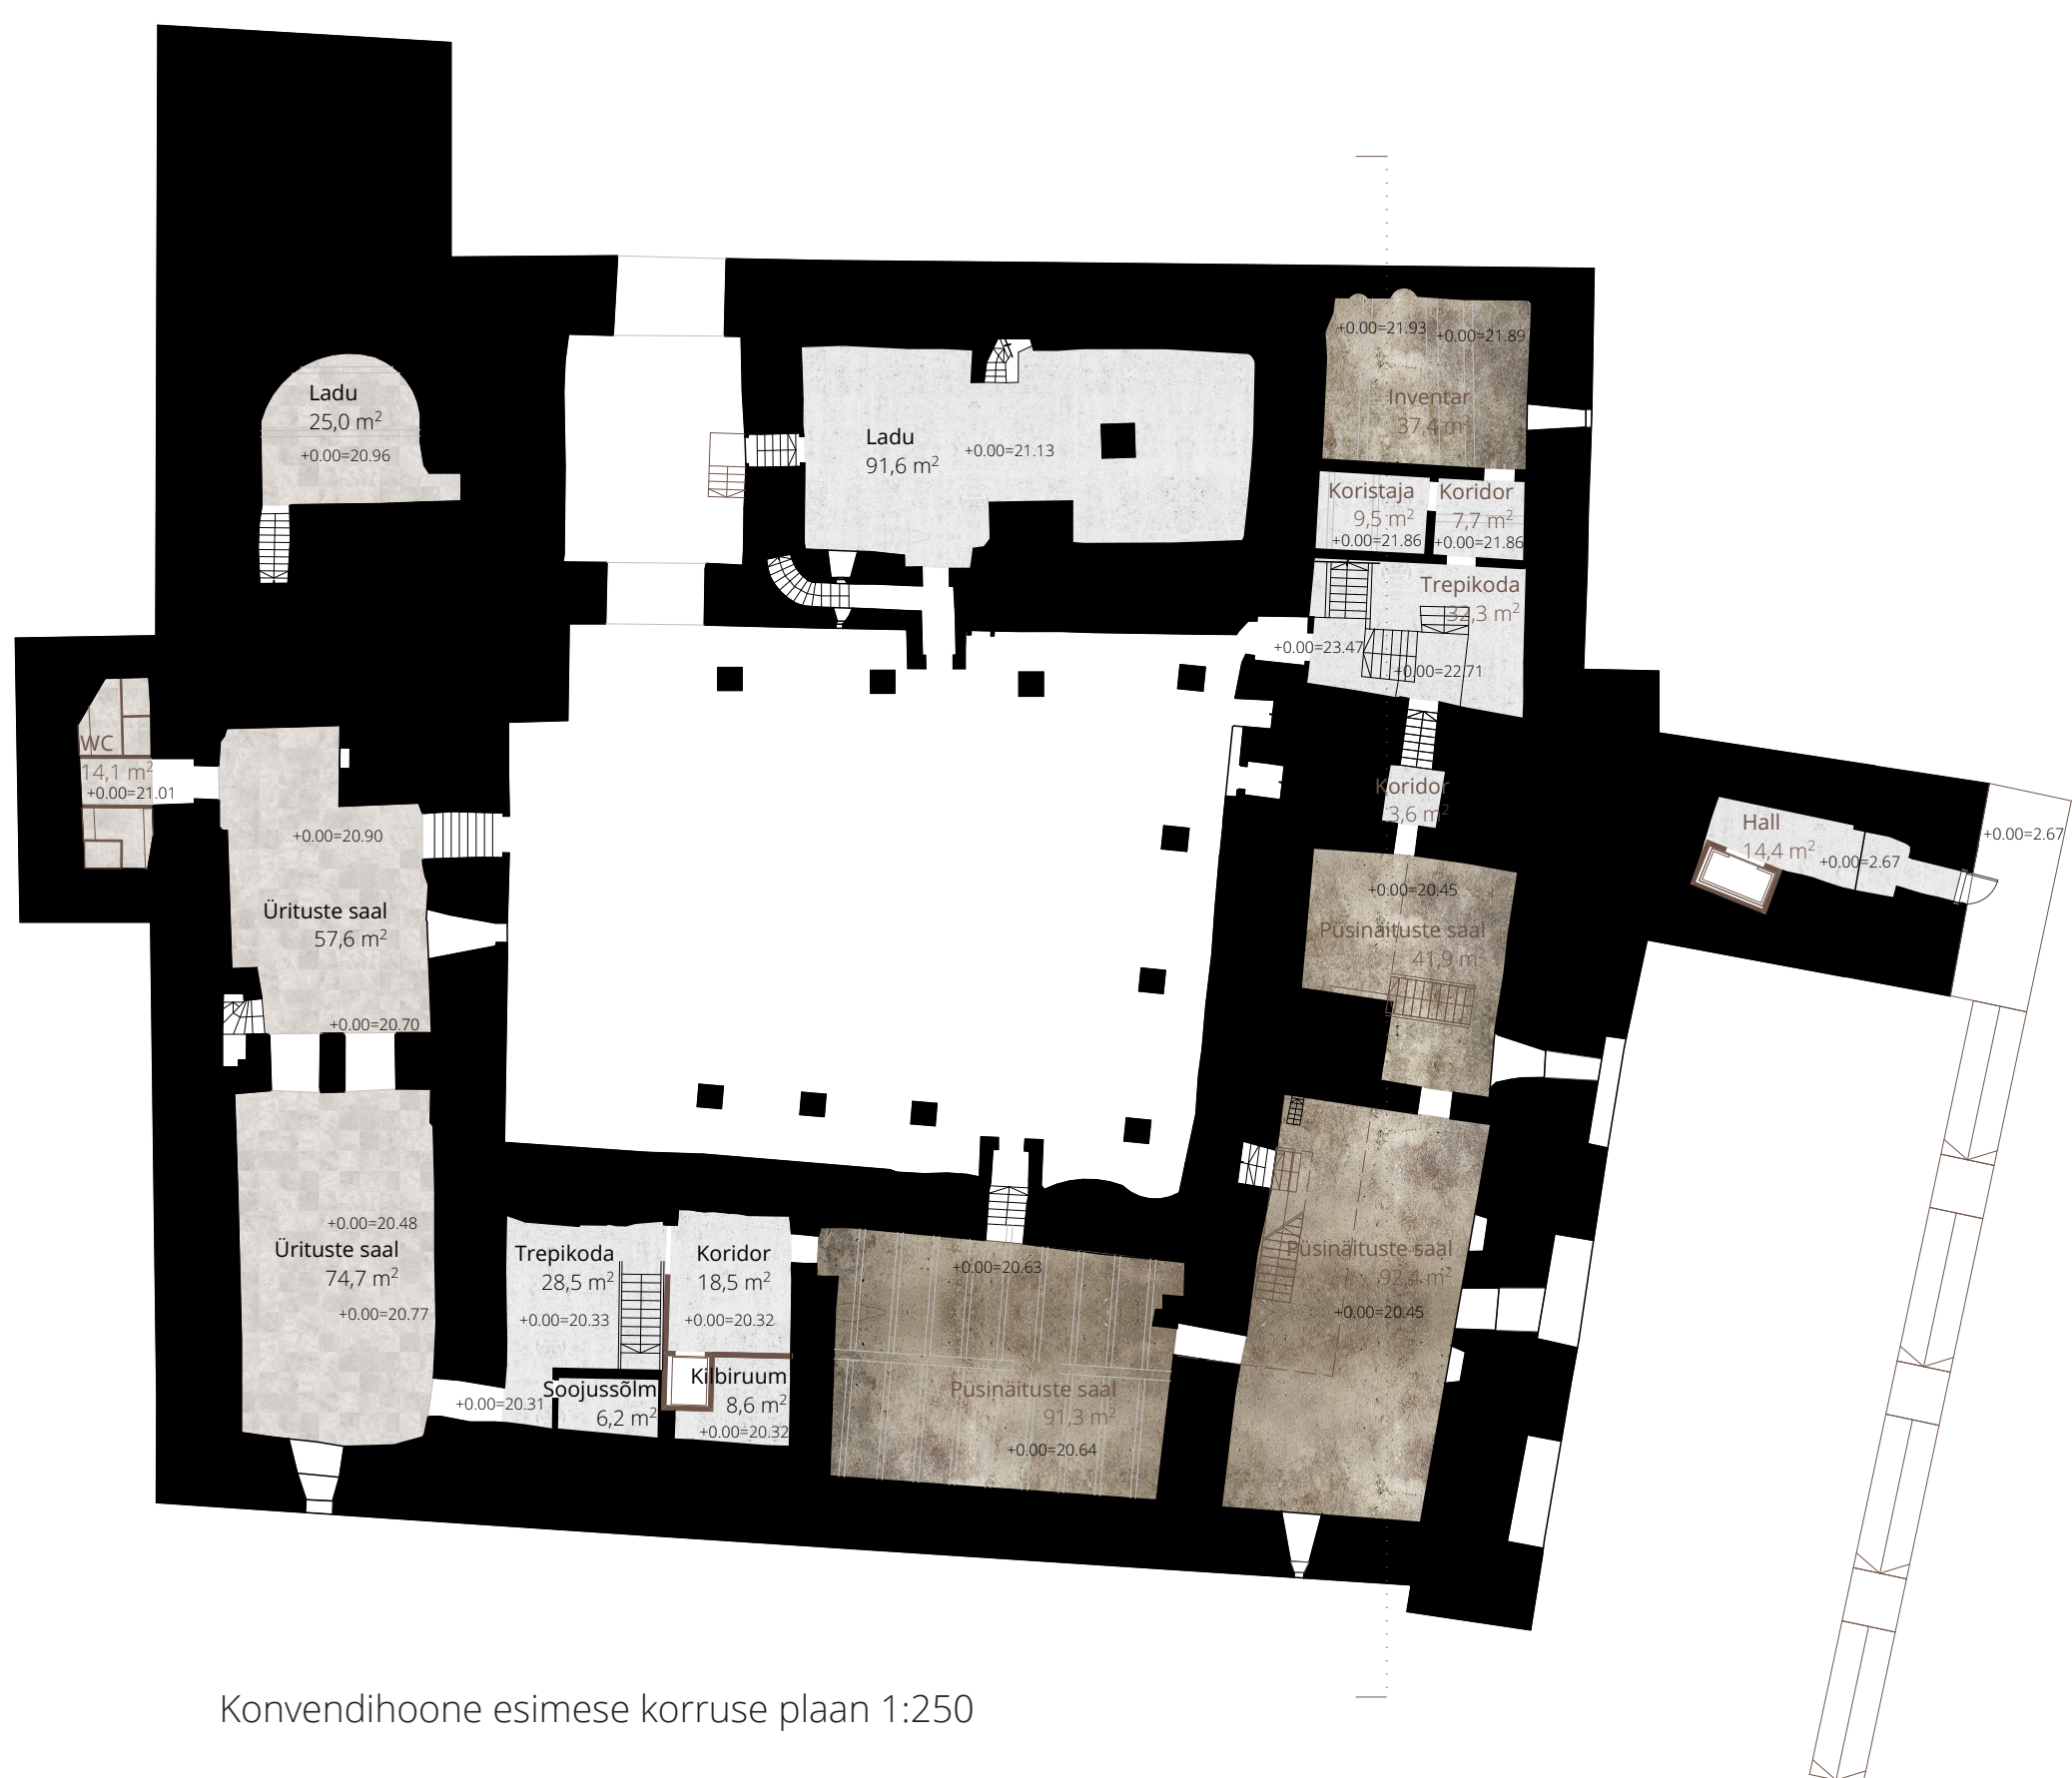 +0.00=21.93
+0.00=21.89
Inventar
37,4 m²
Ladu
25,0 m²
+0.00=20.96
Ladu
91,6 m²
+0.00=21.13
Koristaja
9,5 m²
+0.00=21.86
Koridor
7,7 m²
+0.00=21.86
Trepikoda
32,3 m²
+0.00=23.47
+0.00=22.71
WC
14,1 m²
+0.00=21.01
Koridor
3,6 m²
Hall
14,4 m²
+0.00=2.67
+0.00=2.67
+0.00=20.90
Ürituste saal
57,6 m²
+0.00=20.70
+0.00=20.45
Püsinäituste saal
41,9 m²
+0.00=20.48
Ürituste saal
74,7 m²
+0.00=20.77
Trepikoda
28,5 m²
+0.00=20.33
Koridor
18,5 m²
+0.00=20.32
+0.00=20.63
Püsinäituste saal
+0.00=20.45
+0.00=20.31
Soojussõlm
6,2 m²
Kilbiruum
8,6 m²
+0.00=20.32
Püsinäituste saal
91,3 m²
+0.00=20.64
Konvendihoone esimese korruse plaan 1:250